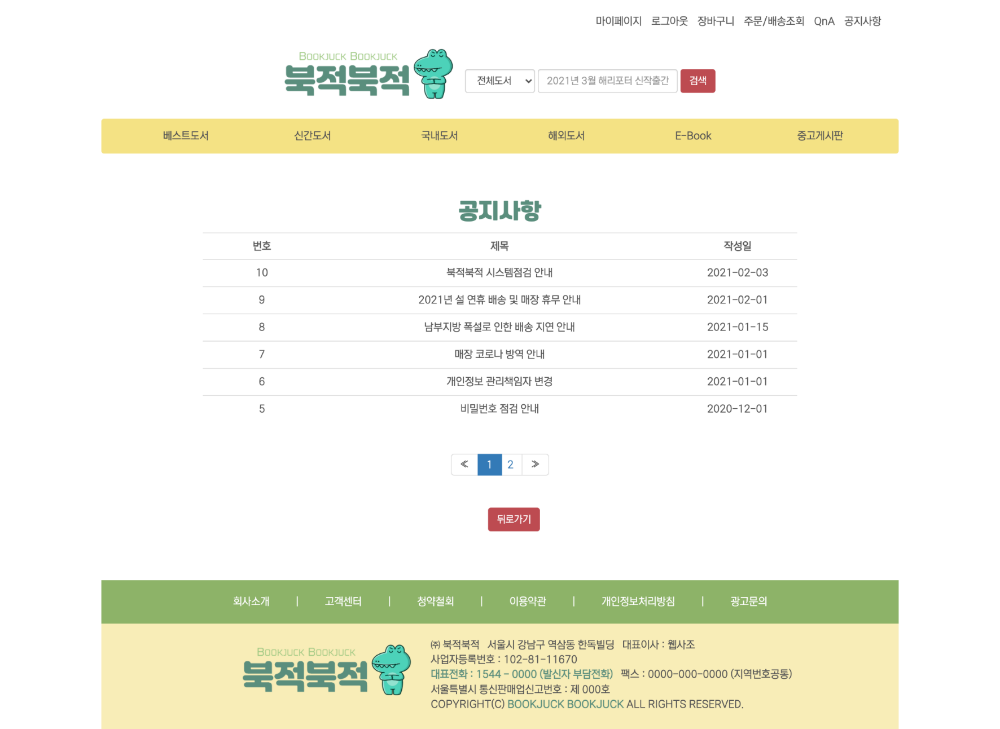 마이페이지 로그아웃 장바구니 주문/배송조회 QnA 공지사항
BOOKJUCK BOOKJUCK
북적북적
전체도서 2021년 3월 해리포터 신작출간 검색
베스트도서 신간도서 국내도서 해외도서 E-Book 중고게시판
공지사항
번호 제목 작성일
10 북적북적 시스템점검 안내 2021-02-03
9 2021년 설 연휴 배송 및 매장 휴무 안내 2021-02-01
8 남부지방 폭설로 인한 배송 지연 안내 2021-01-15
7 매장 코로나 방역 안내 2021-01-01
6 개인정보 관리책임자 변경 2021-01-01
5 비밀번호 점검 안내 2020-12-01
« 1 2 »
뒤로가기
회사소개 | 고객센터 | 청약철회 | 이용약관 | 개인정보처리방침 | 광고문의
BOOKJUCK BOOKJUCK
북적북적
㈜ 북적북적 서울시 강남구 역삼동 한독빌딩 대표이사 : 웹사조
사업자등록번호 : 102-81-11670
대표전화 : 1544 - 0000 (발신자 부담전화) 팩스 : 0000-000-0000 (지역번호공통)
서울특별시 통신판매업신고번호 : 제 000호
COPYRIGHT(C) BOOKJUCK BOOKJUCK ALL RIGHTS RESERVED.